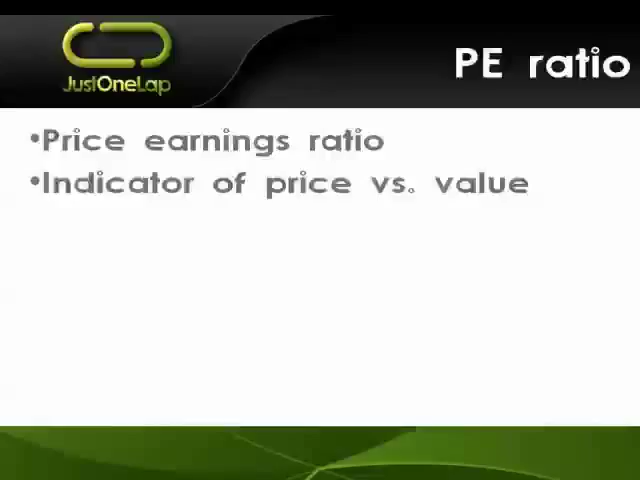 JustOneLap
PE ratio
•Price earnings ratio
•Indicator of price vs. value